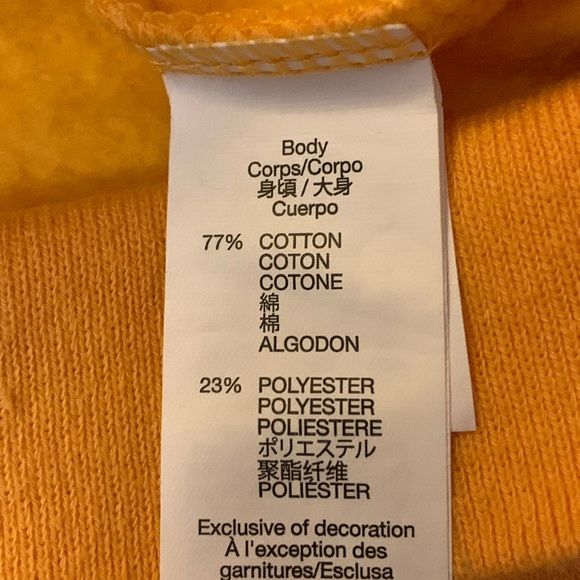 Body
Corps/Corpo
身頃 / 大身
Cuerpo
77% COTTON
COTON
COTONE
綿
棉
ALGODON
23% POLYESTER
POLYESTER
POLIESTERE
ポリエステル
聚酯纤维
POLIÉSTER
Exclusive of decoration
À l'exception des
garnitures/Esclusa